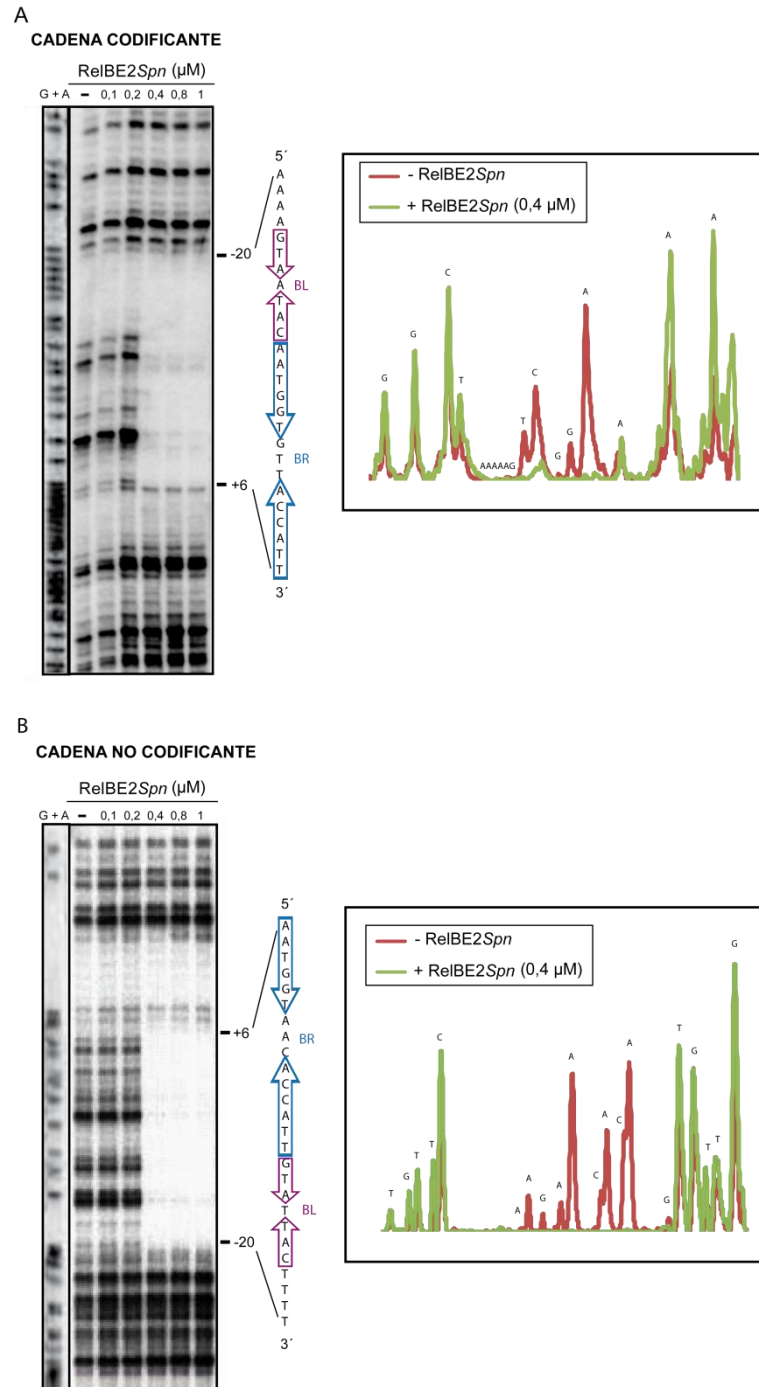 A
CADENA CODIFICANTE
RelBE2Spn (µM)
G + A - 0,1 0,2 0,4 0,8 1
5´
A
A
A
A
G
T
A
A
T
A
C
A
A
T
G
G
T
G
T
T
A
C
C
A
T
T
3´
-20
+6
BL
BR
- RelBE2Spn
+ RelBE2Spn (0,4 µM)
G G C T AAAAAG T C G G A A A A
B
CADENA NO CODIFICANTE
RelBE2Spn (µM)
G + A - 0,1 0,2 0,4 0,8 1
5´
A
A
T
G
G
T
A
A
C
A
C
C
A
T
T
G
T
A
T
T
A
C
T
T
T
T
3´
+6
-20
BR
BL
- RelBE2Spn
+ RelBE2Spn (0,4 µM)
T G T T C A A G A A C A C A G T G T T G